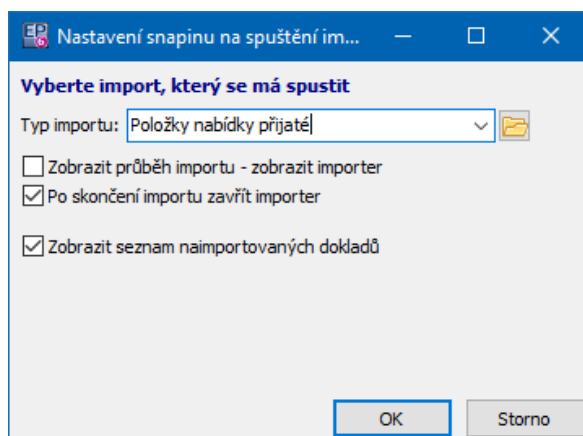 Nastavení snapinu na spuštění im...
Vyberte import, který se má spustit
Typ importu: Položky nabídky přijaté
Zobrazit průběh importu - zobrazit importer
Po skončení importu zavřít importer
Zobrazit seznam naimportovaných dokladů
OK Storno